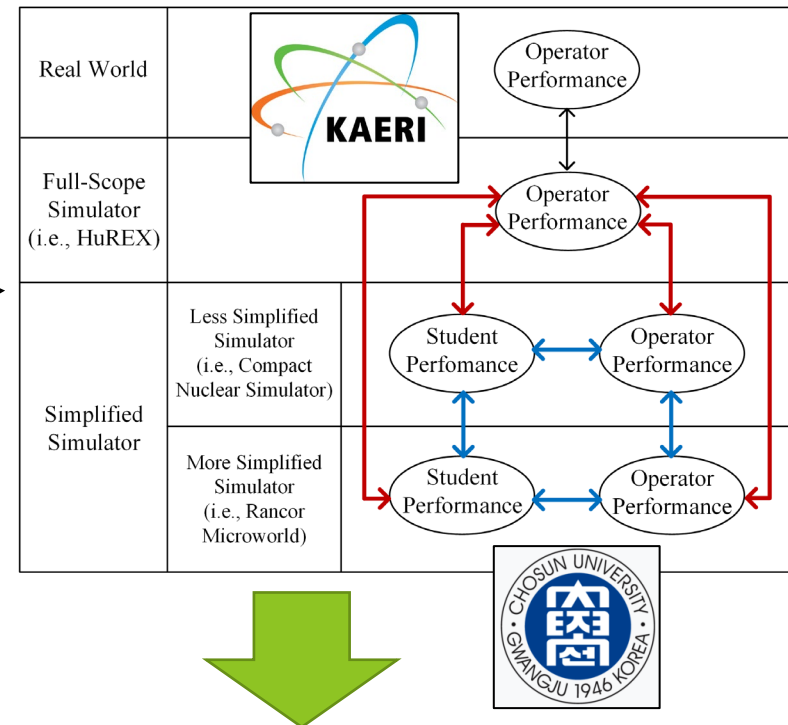 Real World
KAERI
Operator
Performance
Full-Scope
Simulator
(i.e., HuREX)
Operator
Performance
Simplified
Simulator
Less Simplified
Simulator
(i.e., Compact
Nuclear Simulator)
Student
Perfomance
Operator
Performance
More Simplified
Simulator
(i.e., Rancor
Microworld)
Student
Performance
Operator
Performance
CHOSUN UNIVERSITY
GWANGJU 1946 KOREA